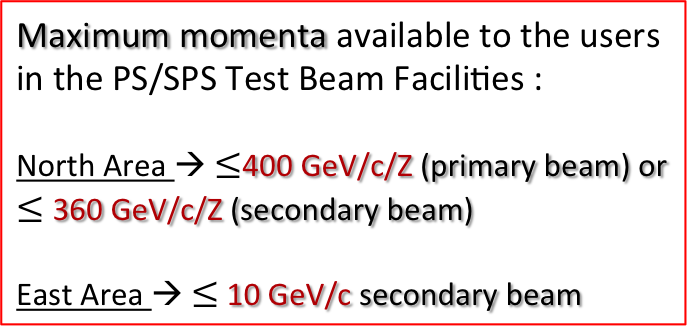 Maximum momenta available to the users
in the PS/SPS Test Beam Facilities :
North Area → ≤400 GeV/c/Z (primary beam) or
≤ 360 GeV/c/Z (secondary beam)
East Area → ≤ 10 GeV/c secondary beam